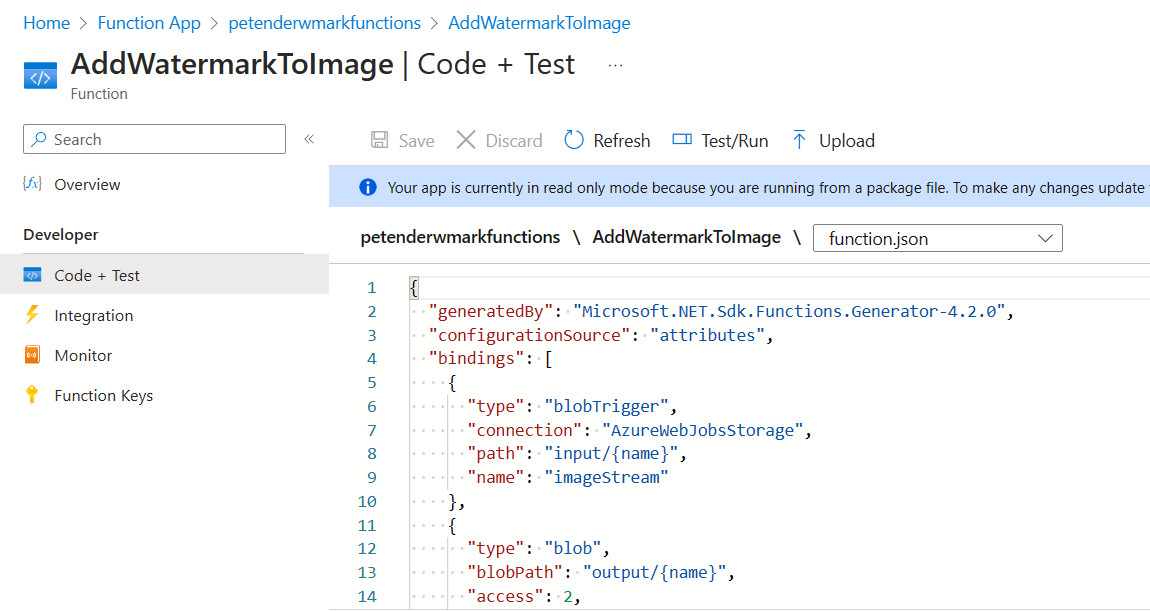 Home > Function App > petenderwmarkfunctions > AddWatermarkToImage
AddWatermarkToImage | Code + Test ...
Function
Search «
Save Discard Refresh Test/Run Upload
Overview
Your app is currently in read only mode because you are running from a package file. To make any changes update
Developer
petenderwmarkfunctions \ AddWatermarkToImage \ function.json
Code + Test
Integration
Monitor
Function Keys
1 {
2 "generatedBy": "Microsoft.NET.Sdk.Functions.Generator-4.2.0",
3 "configurationSource": "attributes",
4 "bindings": [
5 {
6 "type": "blobTrigger",
7 "connection": "AzureWebJobsStorage",
8 "path": "input/{name}",
9 "name": "imageStream"
10 },
11 {
12 "type": "blob",
13 "blobPath": "output/{name}",
14 "access": 2,